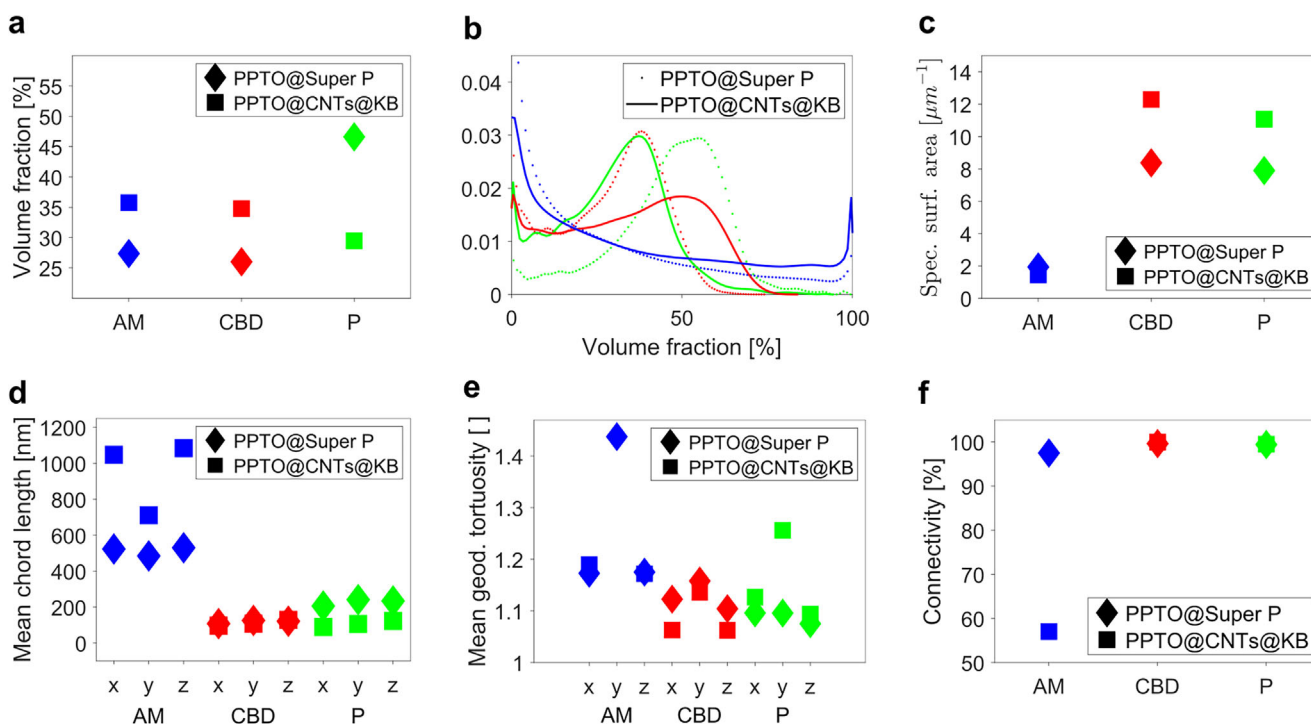 a
Volume fraction [%]
55
50
45
40
35
30
25
AM CBD P
PPTO@Super P
PPTO@CNTs@KB
b
0.04
0.03
0.02
0.01
0
0 50 100
Volume fraction [%]
PPTO@Super P
PPTO@CNTs@KB
c
Spec. surf. area [μm⁻¹]
14
12
10
8
6
4
2
0
AM CBD P
PPTO@Super P
PPTO@CNTs@KB
d
Mean chord length [nm]
1200
1000
800
600
400
200
0
x y z x y z x y z
AM CBD P
PPTO@Super P
PPTO@CNTs@KB
e
Mean geod. tortuosity [ ]
1.4
1.3
1.2
1.1
1
x y z x y z x y z
AM CBD P
PPTO@Super P
PPTO@CNTs@KB
f
Connectivity [%]
100
90
80
70
60
50
AM CBD P
PPTO@Super P
PPTO@CNTs@KB